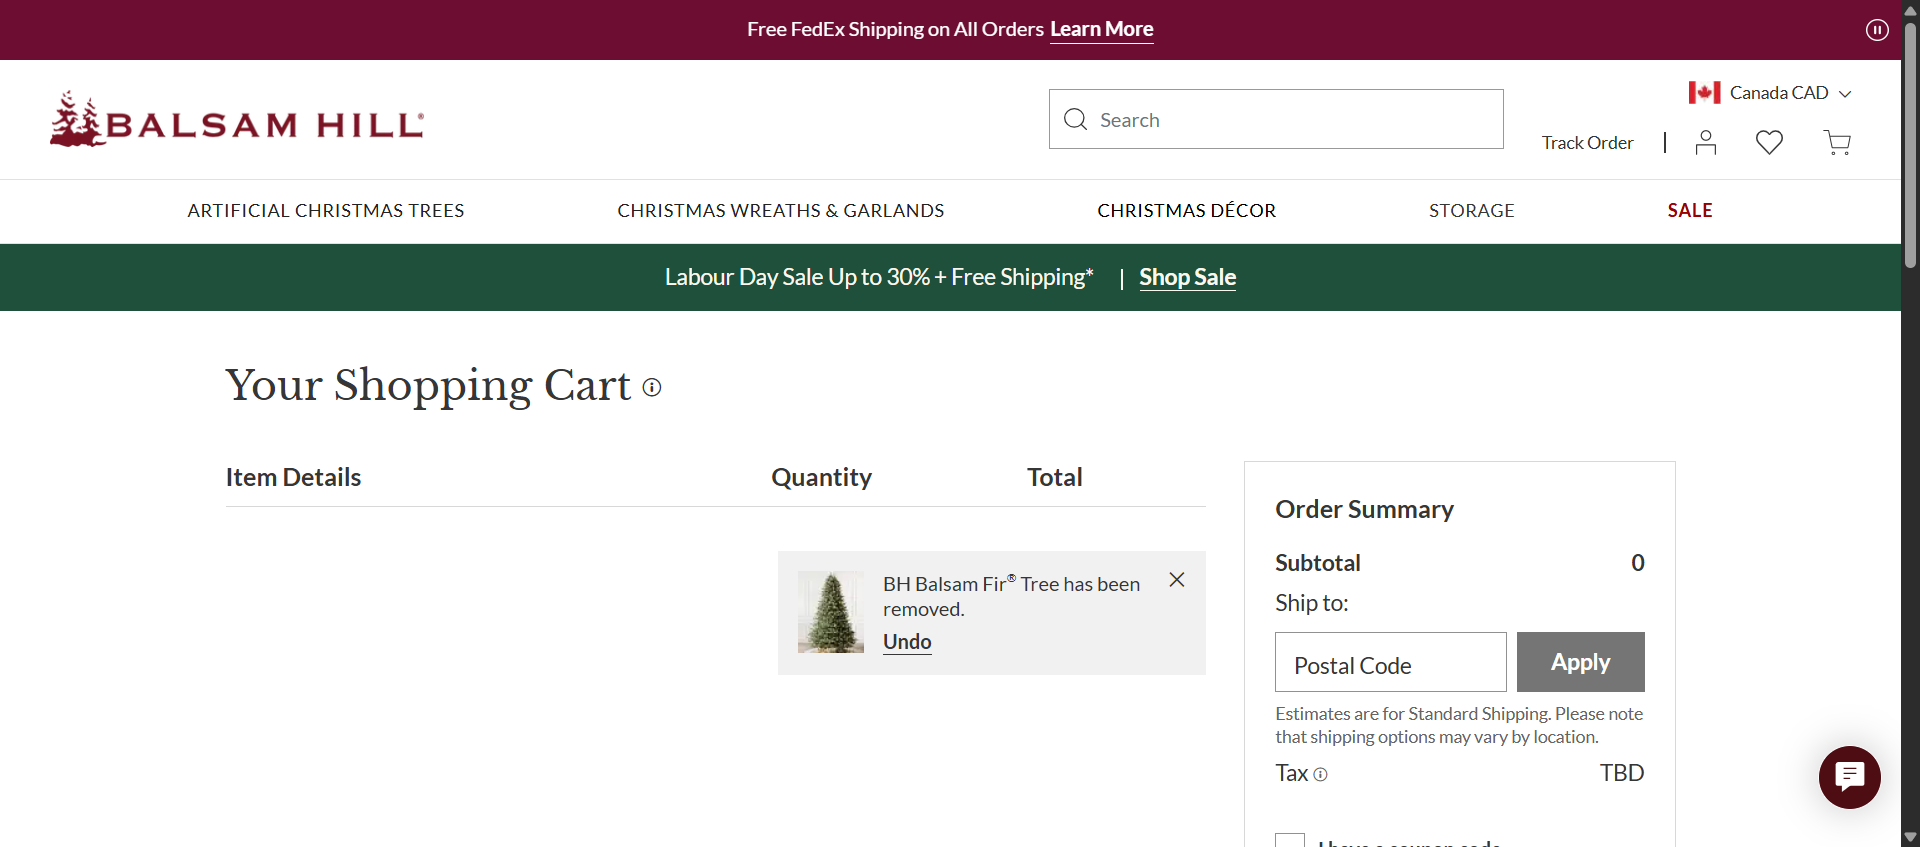 Free FedEx Shipping on All Orders Learn More
BALSAM HILL®
Search
Canada CAD
Track Order
ARTIFICIAL CHRISTMAS TREES
CHRISTMAS WREATHS & GARLANDS
CHRISTMAS DÉCOR
STORAGE
SALE
Labour Day Sale Up to 30% + Free Shipping* | Shop Sale
Your Shopping Cart
Item Details
Quantity
Total
BH Balsam Fir® Tree has been
removed.
Undo
Order Summary
Subtotal 0
Ship to:
Postal Code
Apply
Estimates are for Standard Shipping. Please note
that shipping options may vary by location.
Tax TBD
I have a coupon code